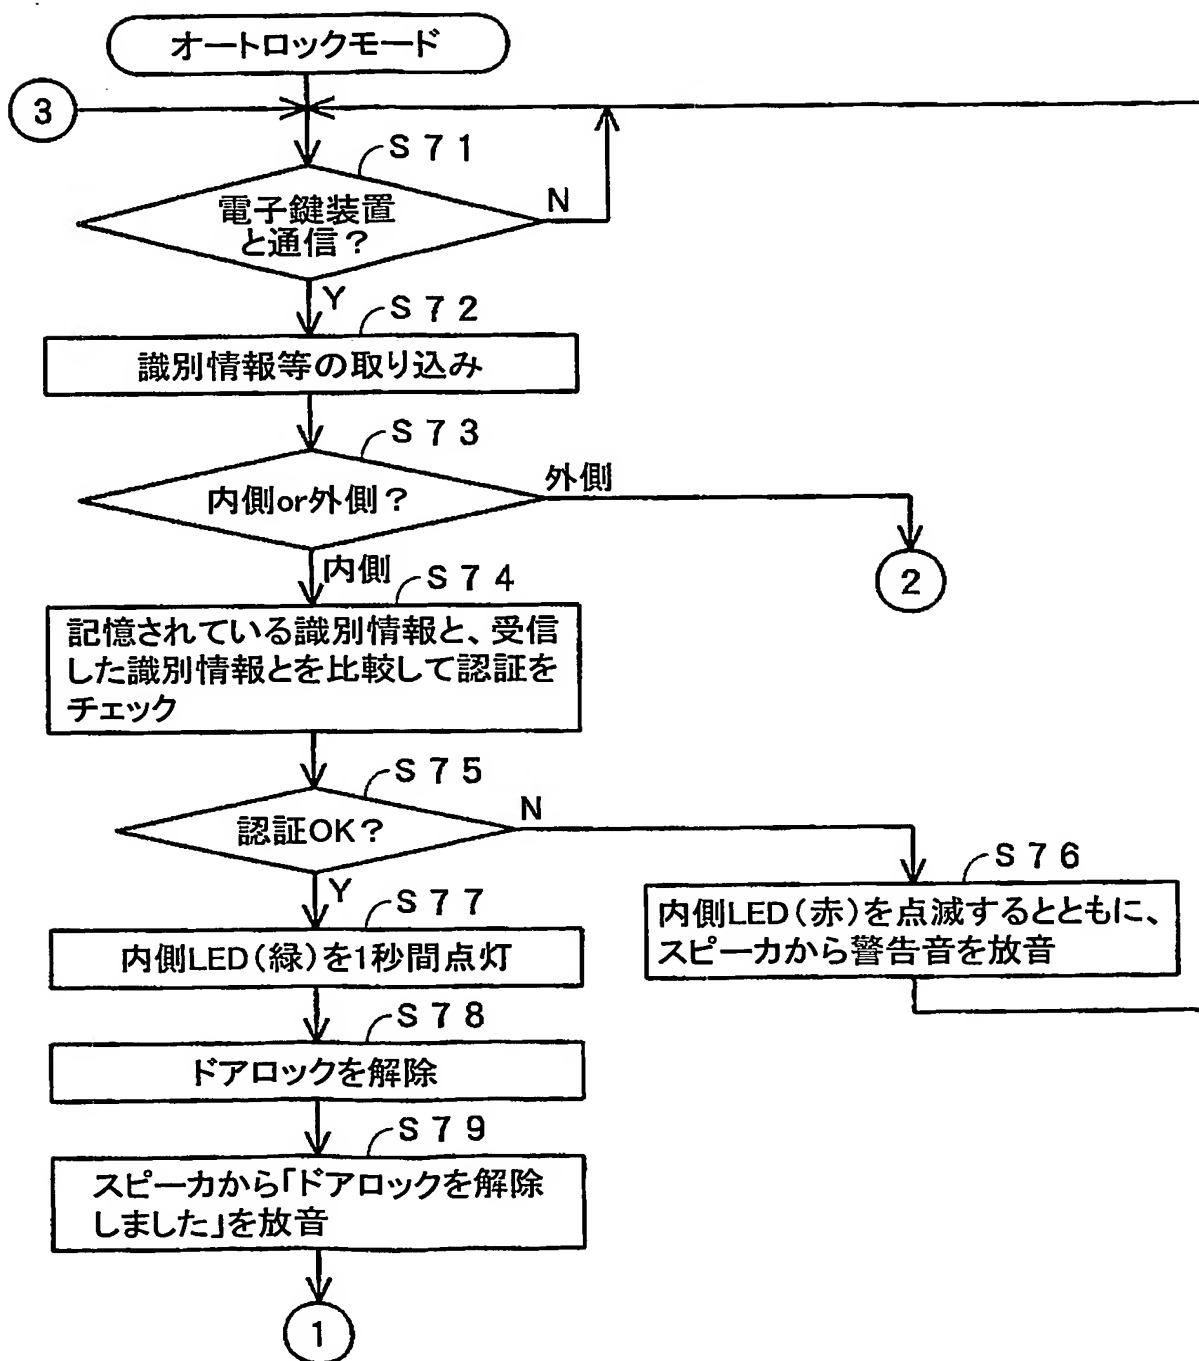 オートロックモード
3
S71
電子鍵装置
と通信?
N
Y
S72
識別情報等の取り込み
S73
内側or外側?
外側
2
内側
S74
記憶されている識別情報と、受信
した識別情報とを比較して認証を
チェック
S75
認証OK?
N
Y
S76
内側LED(赤)を点滅するとともに、
スピーカから警告音を放音
S77
内側LED(緑)を1秒間点灯
S78
ドアロックを解除
S79
スピーカから「ドアロックを解除
しました」を放音
1